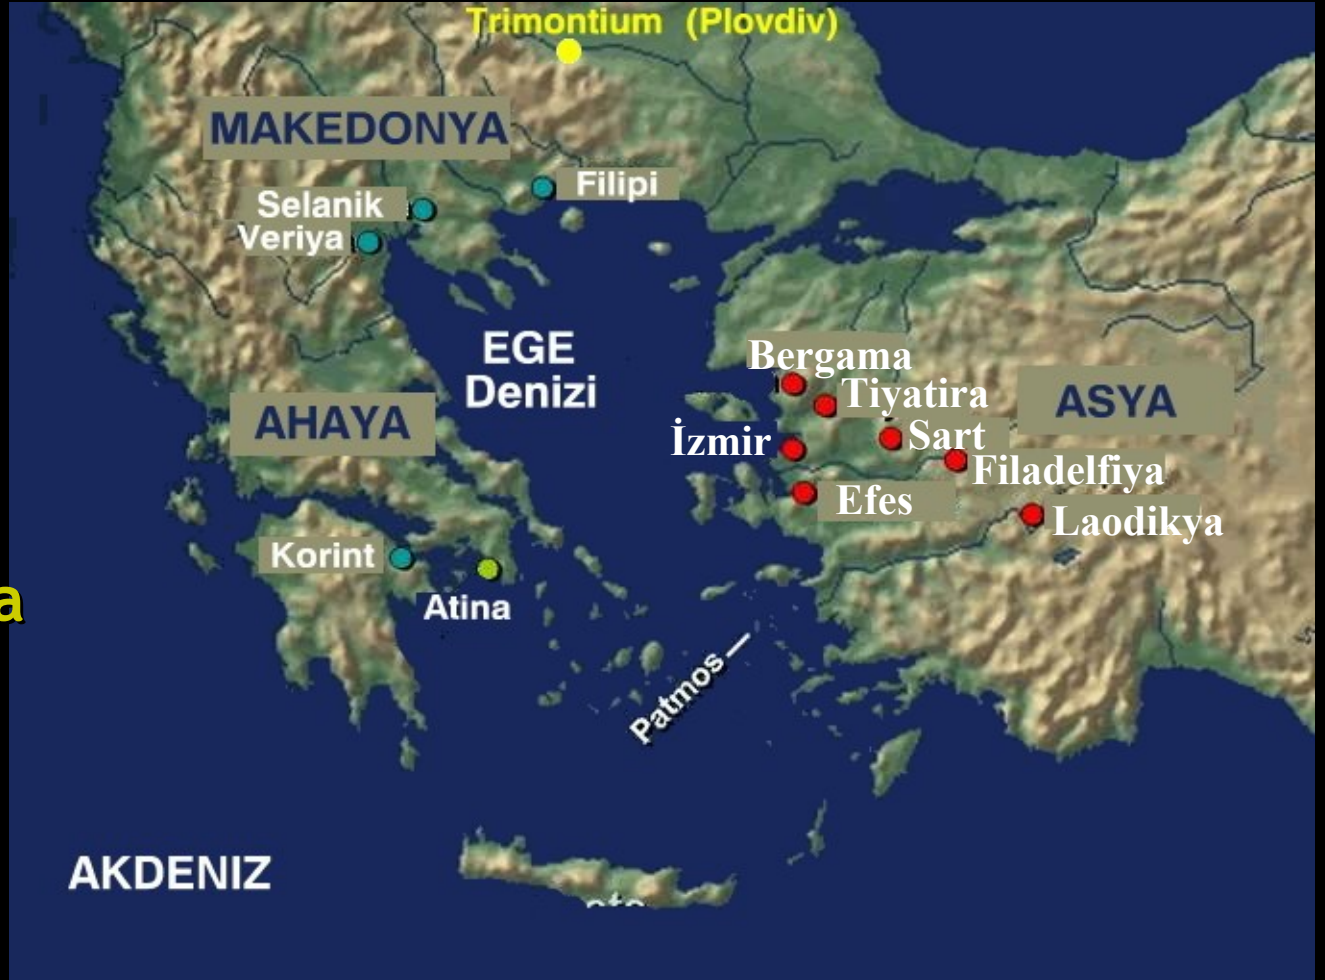 Trimontium (Plovdiv)
MAKEDONYA
Filipi
Selanik
Veriya
EGE
Denizi
Bergama
Tiyatira
ASYA
AHAYA
İzmir
Sart
Filadelfiya
Efes
Laodikya
Korint
a
Atina
Patmos
AKDENIZ